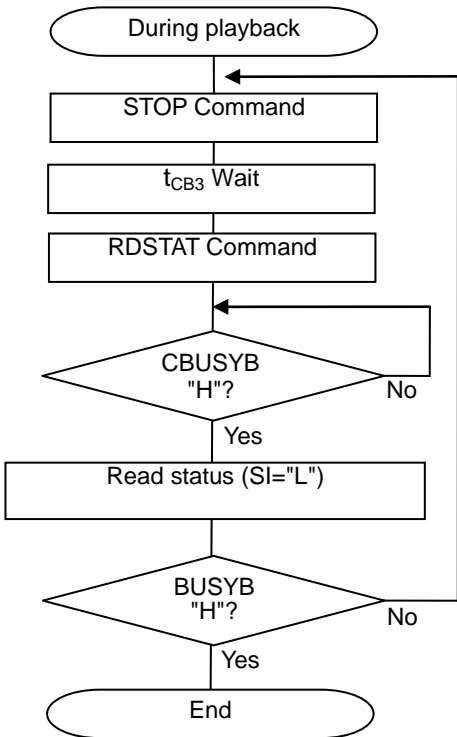 During playback
STOP Command
tCB3 Wait
RDSTAT Command
CBUSYB
"H"?
No
Yes
Read status (SI="L")
BUSYB
"H"?
No
Yes
End